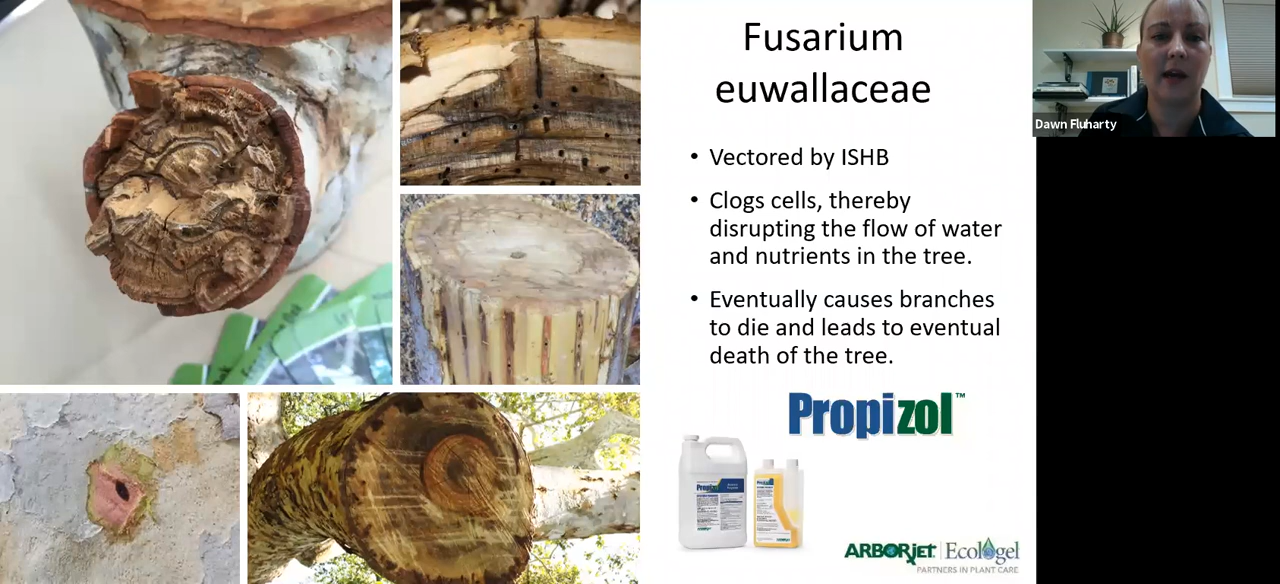 Fusarium
euwallaceae
• Vectored by ISHB
• Clogs cells, thereby
disrupting the flow of water
and nutrients in the tree.
• Eventually causes branches
to die and leads to eventual
death of the tree.
Propizol™
Propizol
Propizol
ARBORjet | Ecologel
PARTNERS IN PLANT CARE
Dawn Fluharty